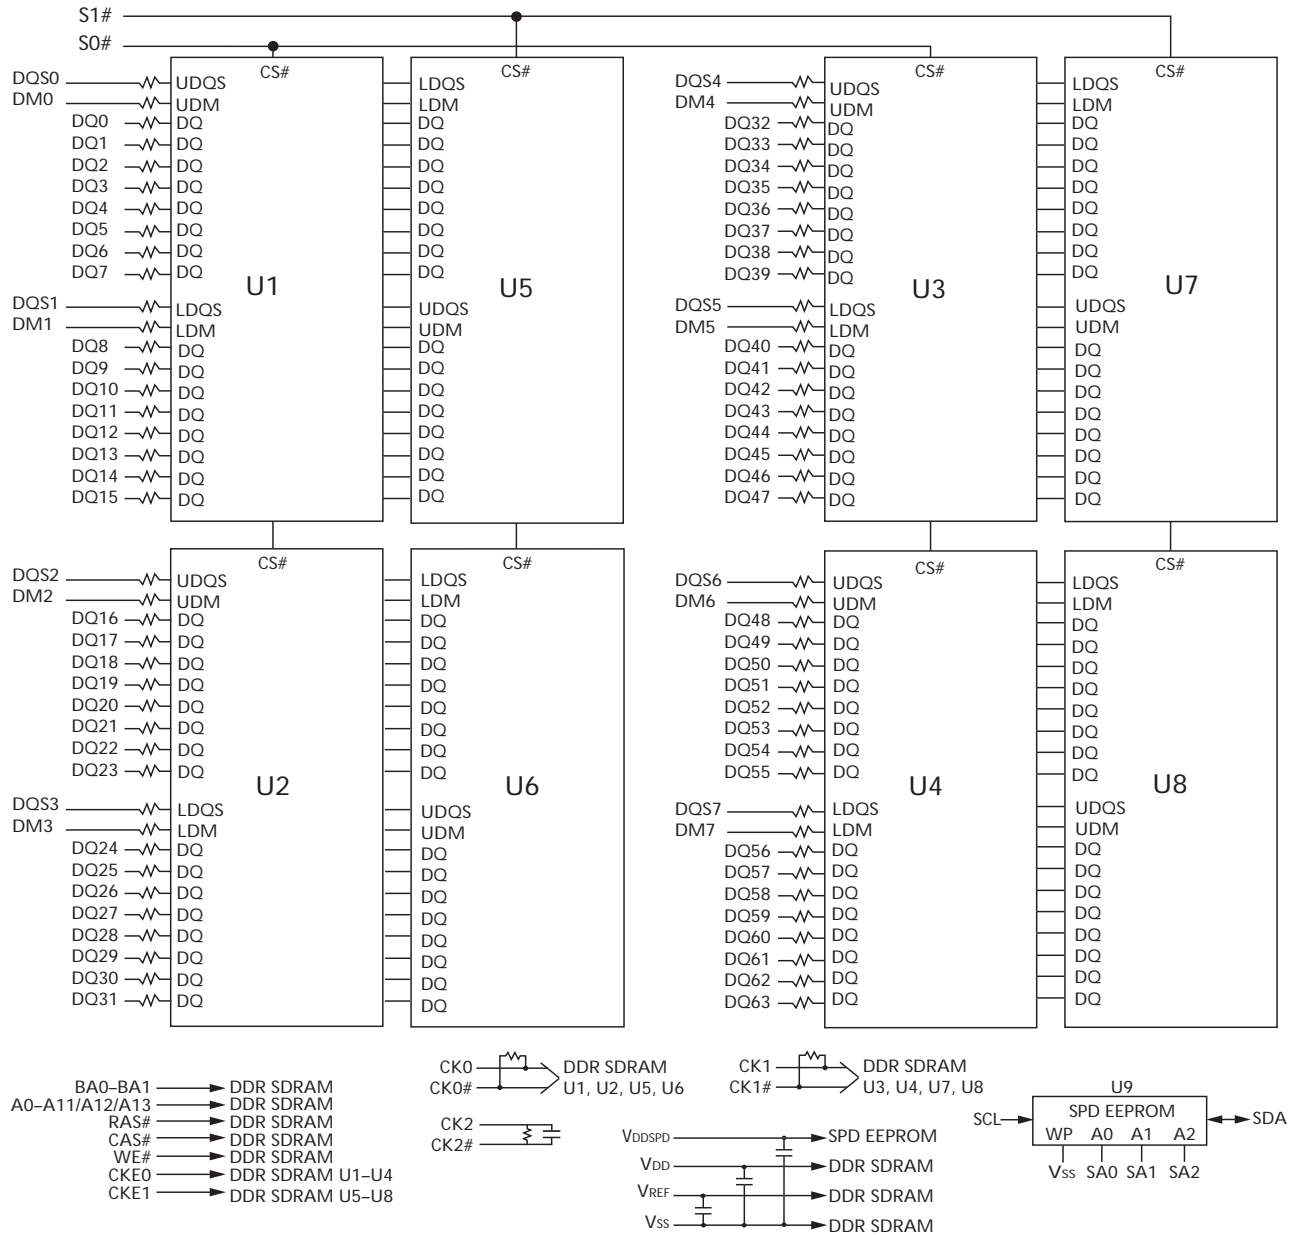 S1#
S0#
CS# CS# CS# CS#
DQS0 UDQS LDQS DQS4 UDQS LDQS
DM0 UDM LDM DM4 UDM LDM
DQ0 DQ DQ DQ32 DQ DQ
DQ1 DQ DQ DQ33 DQ DQ
DQ2 DQ DQ DQ34 DQ DQ
DQ3 DQ DQ DQ35 DQ DQ
DQ4 DQ DQ DQ36 DQ DQ
DQ5 DQ DQ DQ37 DQ DQ
DQ6 DQ DQ DQ38 DQ DQ
DQ7 DQ DQ DQ39 DQ DQ
U1 U5 U3 U7
DQS1 LDQS UDQS DQS5 LDQS UDQS
DM1 LDM UDM DM5 LDM UDM
DQ8 DQ DQ DQ40 DQ DQ
DQ9 DQ DQ DQ41 DQ DQ
DQ10 DQ DQ DQ42 DQ DQ
DQ11 DQ DQ DQ43 DQ DQ
DQ12 DQ DQ DQ44 DQ DQ
DQ13 DQ DQ DQ45 DQ DQ
DQ14 DQ DQ DQ46 DQ DQ
DQ15 DQ DQ DQ47 DQ DQ
CS# CS# CS# CS#
DQS2 UDQS LDQS DQS6 UDQS LDQS
DM2 UDM LDM DM6 UDM LDM
DQ16 DQ DQ DQ48 DQ DQ
DQ17 DQ DQ DQ49 DQ DQ
DQ18 DQ DQ DQ50 DQ DQ
DQ19 DQ DQ DQ51 DQ DQ
DQ20 DQ DQ DQ52 DQ DQ
DQ21 DQ DQ DQ53 DQ DQ
DQ22 DQ DQ DQ54 DQ DQ
DQ23 DQ DQ DQ55 DQ DQ
U2 U6 U4 U8
DQS3 LDQS UDQS DQS7 LDQS UDQS
DM3 LDM UDM DM7 LDM UDM
DQ24 DQ DQ DQ56 DQ DQ
DQ25 DQ DQ DQ57 DQ DQ
DQ26 DQ DQ DQ58 DQ DQ
DQ27 DQ DQ DQ59 DQ DQ
DQ28 DQ DQ DQ60 DQ DQ
DQ29 DQ DQ DQ61 DQ DQ
DQ30 DQ DQ DQ62 DQ DQ
DQ31 DQ DQ DQ63 DQ DQ
BA0–BA1 DDR SDRAM
A0–A11/A12/A13 DDR SDRAM
RAS# DDR SDRAM
CAS# DDR SDRAM
WE# DDR SDRAM
CKE0 DDR SDRAM U1–U4
CKE1 DDR SDRAM U5–U8
CK0 DDR SDRAM
CK0# U1, U2, U5, U6
CK2
CK2#
CK1 DDR SDRAM
CK1# U3, U4, U7, U8
VDDSPD SPD EEPROM
VDD DDR SDRAM
VREF DDR SDRAM
VSS DDR SDRAM
U9
SCL SPD EEPROM SDA
WP A0 A1 A2
VSS SA0 SA1 SA2